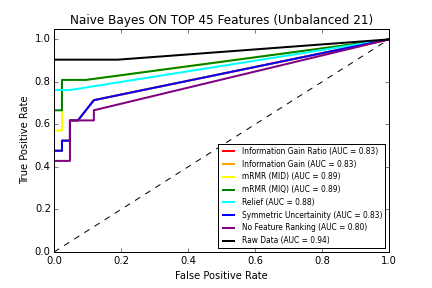 Naive Bayes ON TOP 45 Features (Unbalanced 21)
1.0
0.8
0.6
0.4
0.2
0.0
True Positive Rate
Information Gain Ratio (AUC = 0.83)
Information Gain (AUC = 0.83)
mRMR (MID) (AUC = 0.89)
mRMR (MIQ) (AUC = 0.89)
Relief (AUC = 0.88)
Symmetric Uncertainity (AUC = 0.83)
No Feature Ranking (AUC = 0.80)
Raw Data (AUC = 0.94)
0.0 0.2 0.4 0.6 0.8 1.0
False Positive Rate